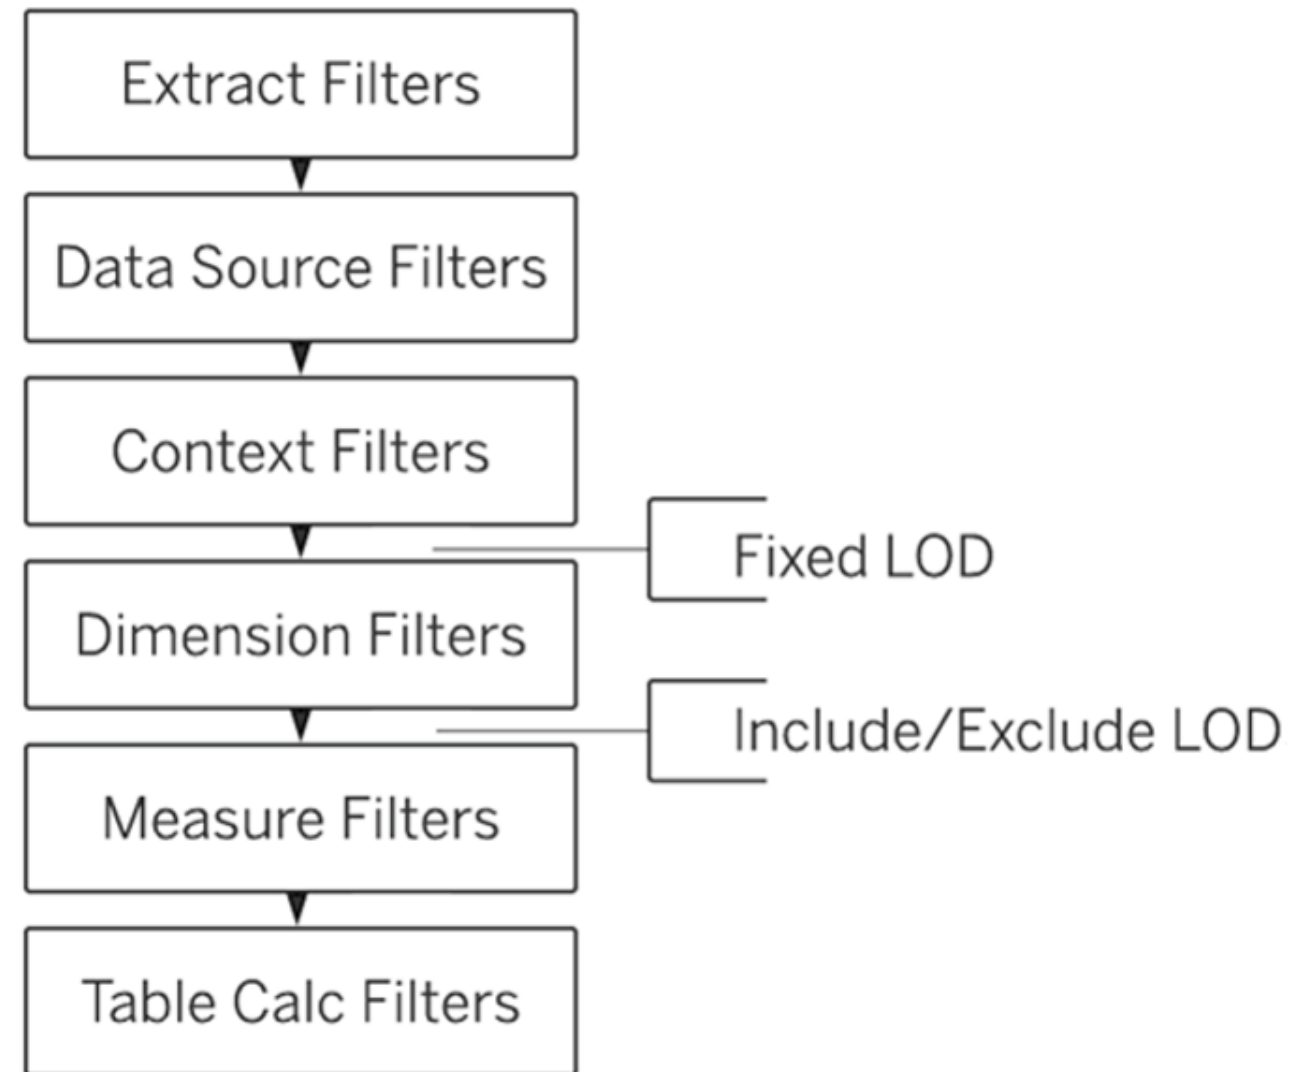 Extract Filters
Data Source Filters
Context Filters
Fixed LOD
Dimension Filters
Include/Exclude LOD
Measure Filters
Table Calc Filters